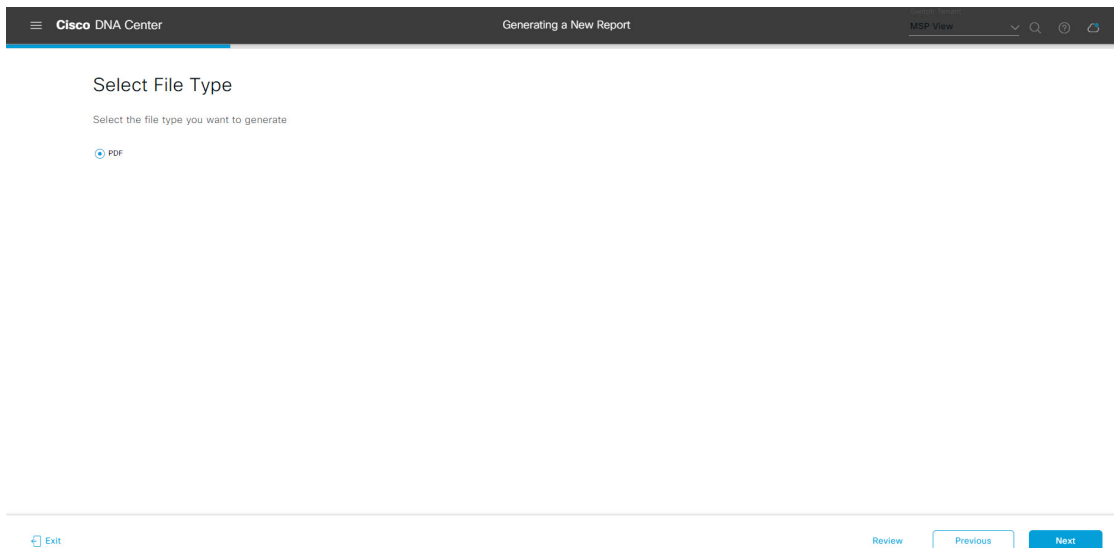 Cisco DNA Center
Generating a New Report
MSP View
Select File Type
Select the file type you want to generate
PDF
Exit
Review
Previous
Next